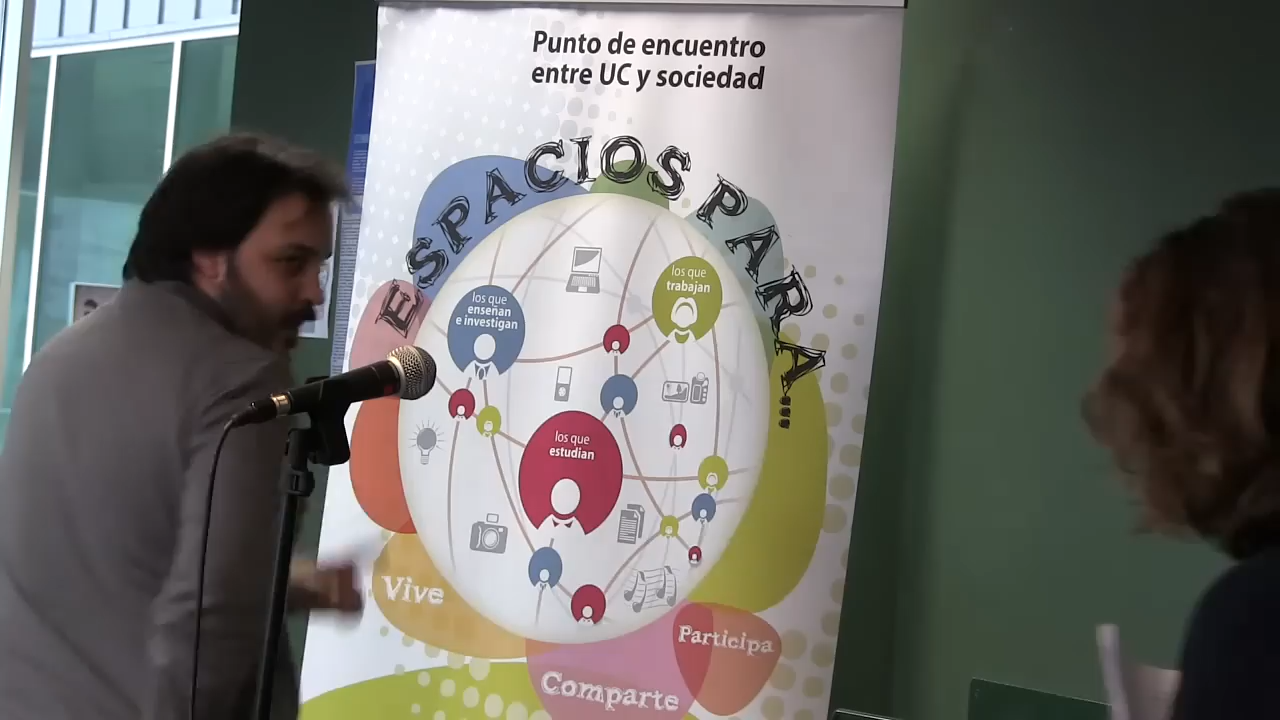 Punto de encuentro
entre UC y sociedad
ESPACIOS PARA...
los que
trabajan
los que
enseñan
e investigan
los que
estudian
Vive
Participa
Comparte